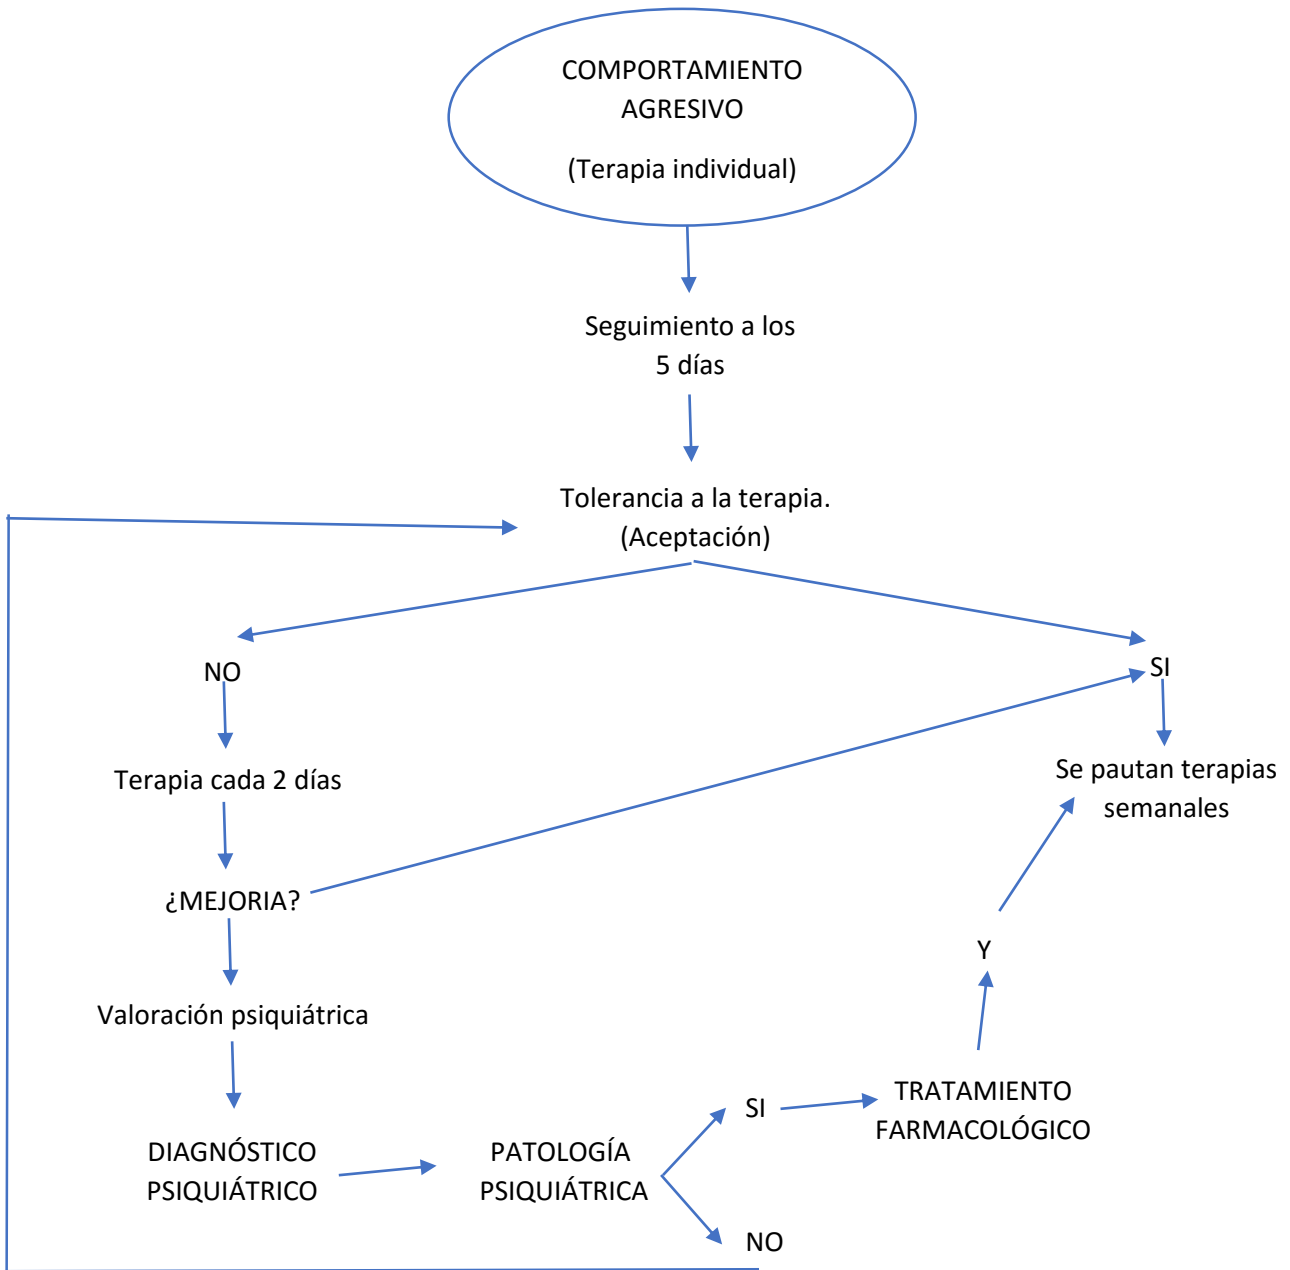 COMPORTAMIENTO
AGRESIVO
(Terapia individual)
Seguimiento a los
5 días
Tolerancia a la terapia.
(Aceptación)
NO
SI
Terapia cada 2 días
Se pautan terapias
semanales
¿MEJORIA?
Y
Valoración psiquiátrica
TRATAMIENTO
FARMACOLÓGICO
SI
DIAGNÓSTICO
PSIQUIÁTRICO
PATOLOGÍA
PSIQUIÁTRICA
NO